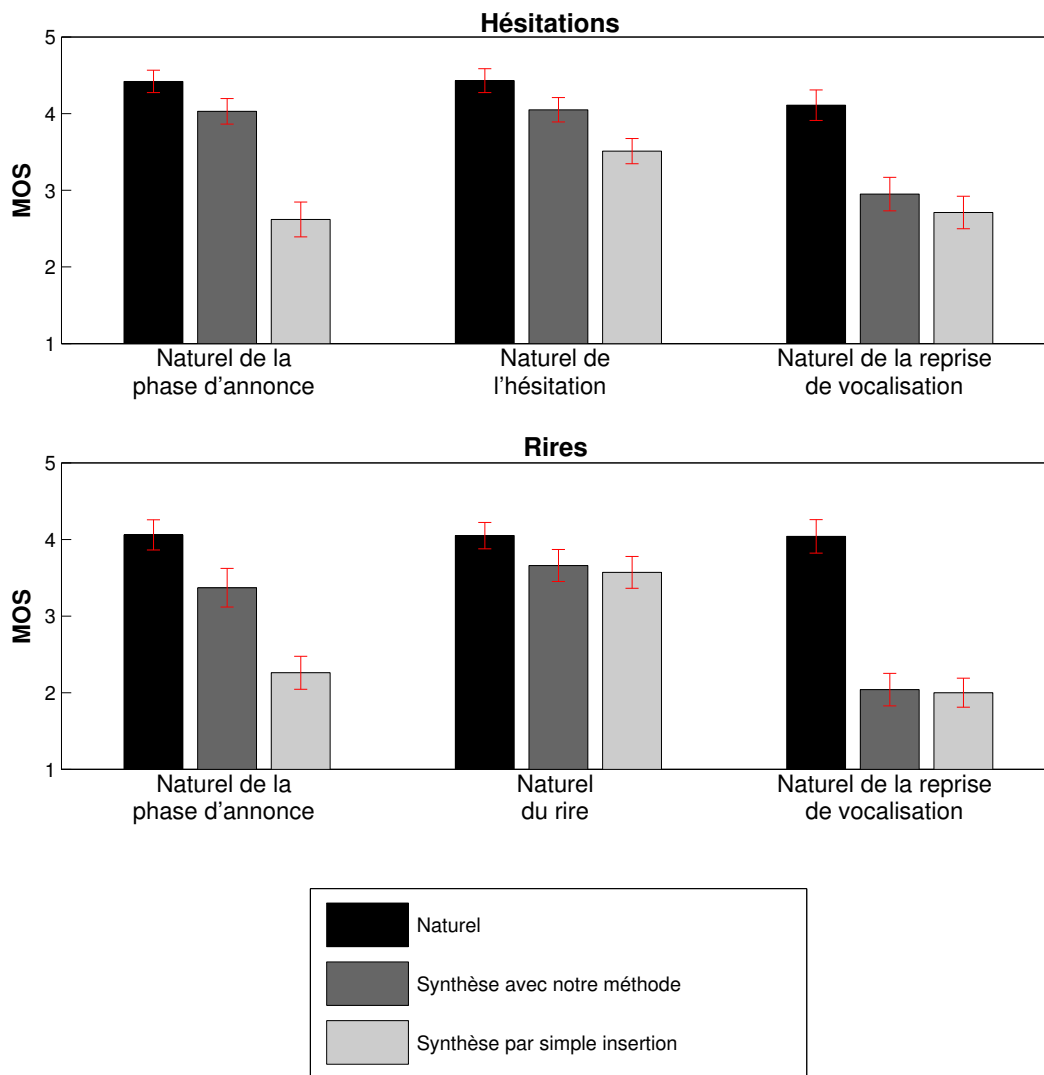 Hésitations
5
4
3
2
1
MOS
Naturel de la
phase d'annonce
Naturel de
l'hésitation
Naturel de la reprise
de vocalisation
Rires
5
4
3
2
1
MOS
Naturel de la
phase d'annonce
Naturel
du rire
Naturel de la reprise
de vocalisation
Naturel
Synthèse avec notre méthode
Synthèse par simple insertion